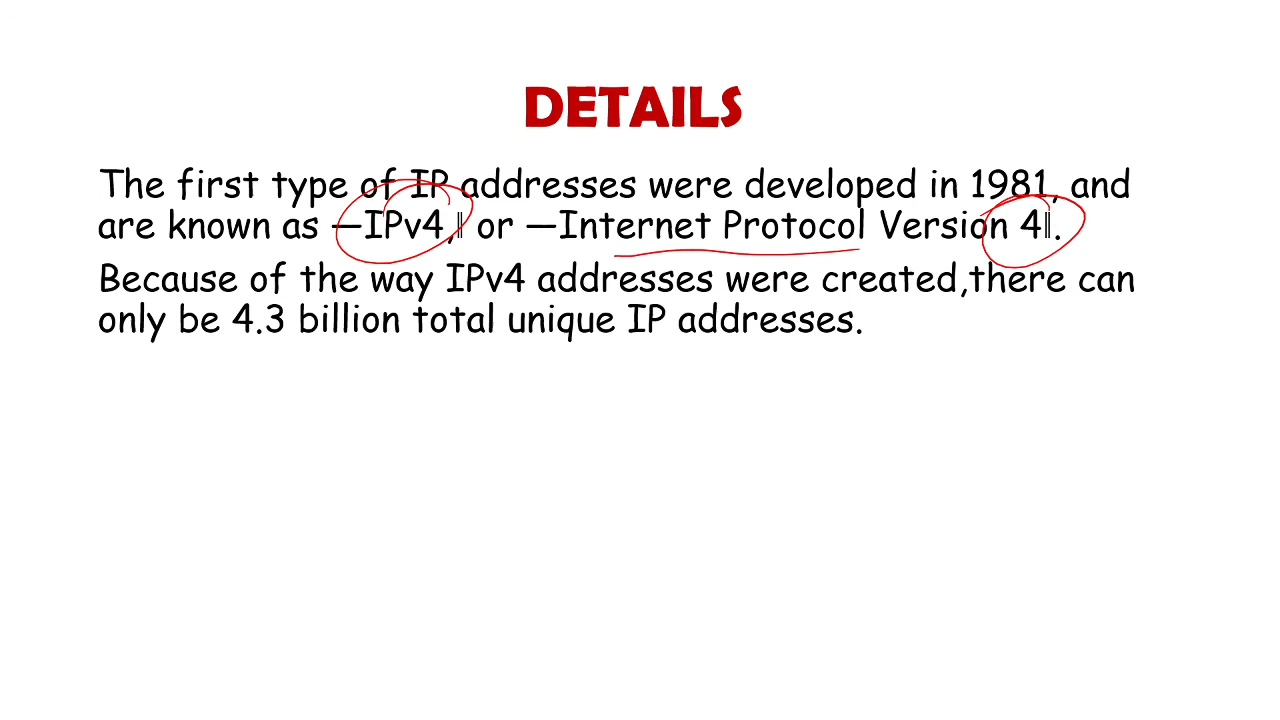 DETAILS
The first type of IP addresses were developed in 1981, and
are known as ―IPv4,‖ or ―Internet Protocol Version 4‖.
Because of the way IPv4 addresses were created,there can
only be 4.3 billion total unique IP addresses.